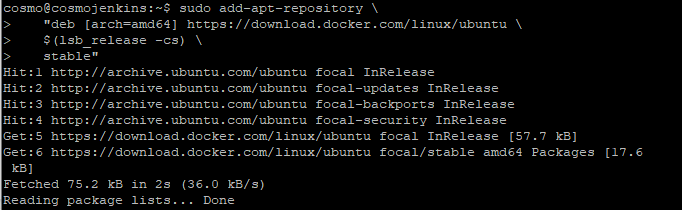 cosmo@cosmojenkins:~$ sudo add-apt-repository \
>    "deb [arch=amd64] https://download.docker.com/linux/ubuntu \
>    $(lsb_release -cs) \
>    stable"
Hit:1 http://archive.ubuntu.com/ubuntu focal InRelease
Hit:2 http://archive.ubuntu.com/ubuntu focal-updates InRelease
Hit:3 http://archive.ubuntu.com/ubuntu focal-backports InRelease
Hit:4 http://archive.ubuntu.com/ubuntu focal-security InRelease
Get:5 https://download.docker.com/linux/ubuntu focal InRelease [57.7 kB]
Get:6 https://download.docker.com/linux/ubuntu focal/stable amd64 Packages [17.6
 kB]
Fetched 75.2 kB in 2s (36.0 kB/s)
Reading package lists... Done